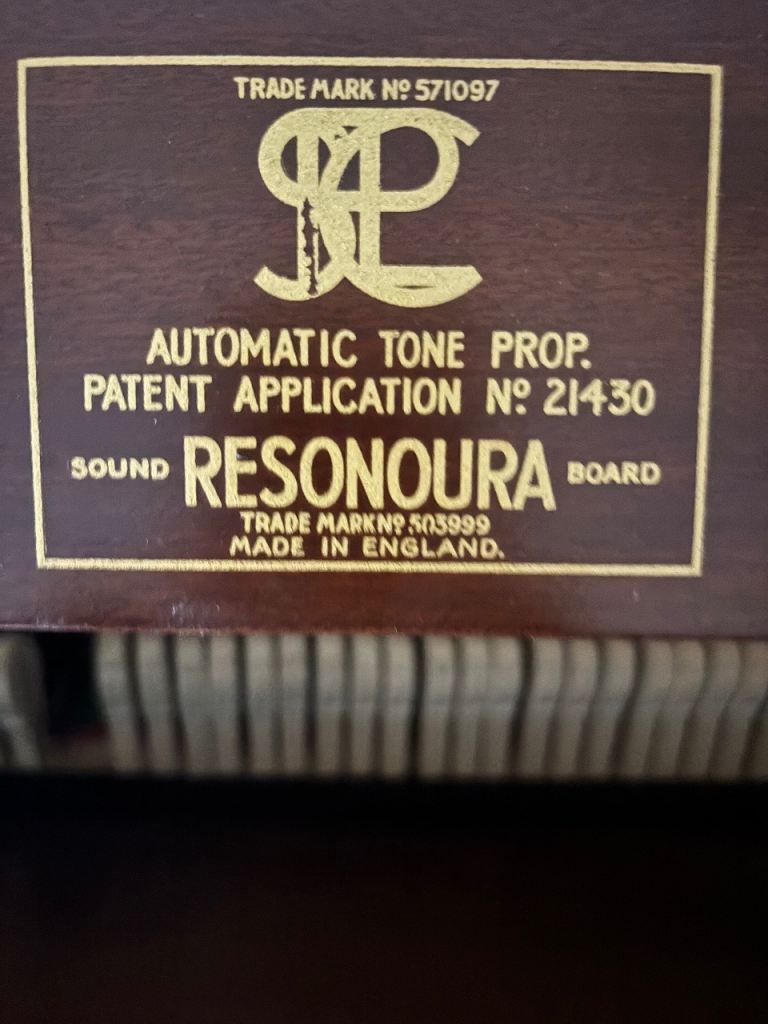 TRADE MARK Nº 571097
AUTOMATIC TONE PROP.
PATENT APPLICATION Nº 21430
SOUND RESONOURA BOARD
TRADE MARK Nº 503999
MADE IN ENGLAND.